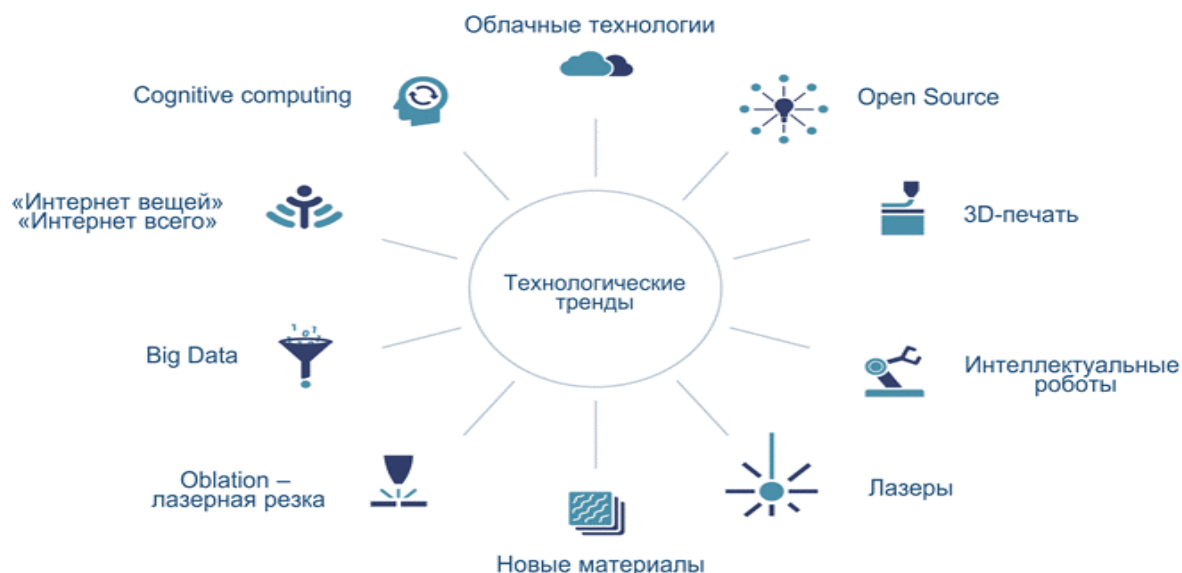 Облачные технологии
Cognitive computing
Open Source
«Интернет вещей»
«Интернет всего»
3D-печать
Технологические
тренды
Big Data
Интеллектуальные
роботы
Oblation –
лазерная резка
Лазеры
Новые материалы